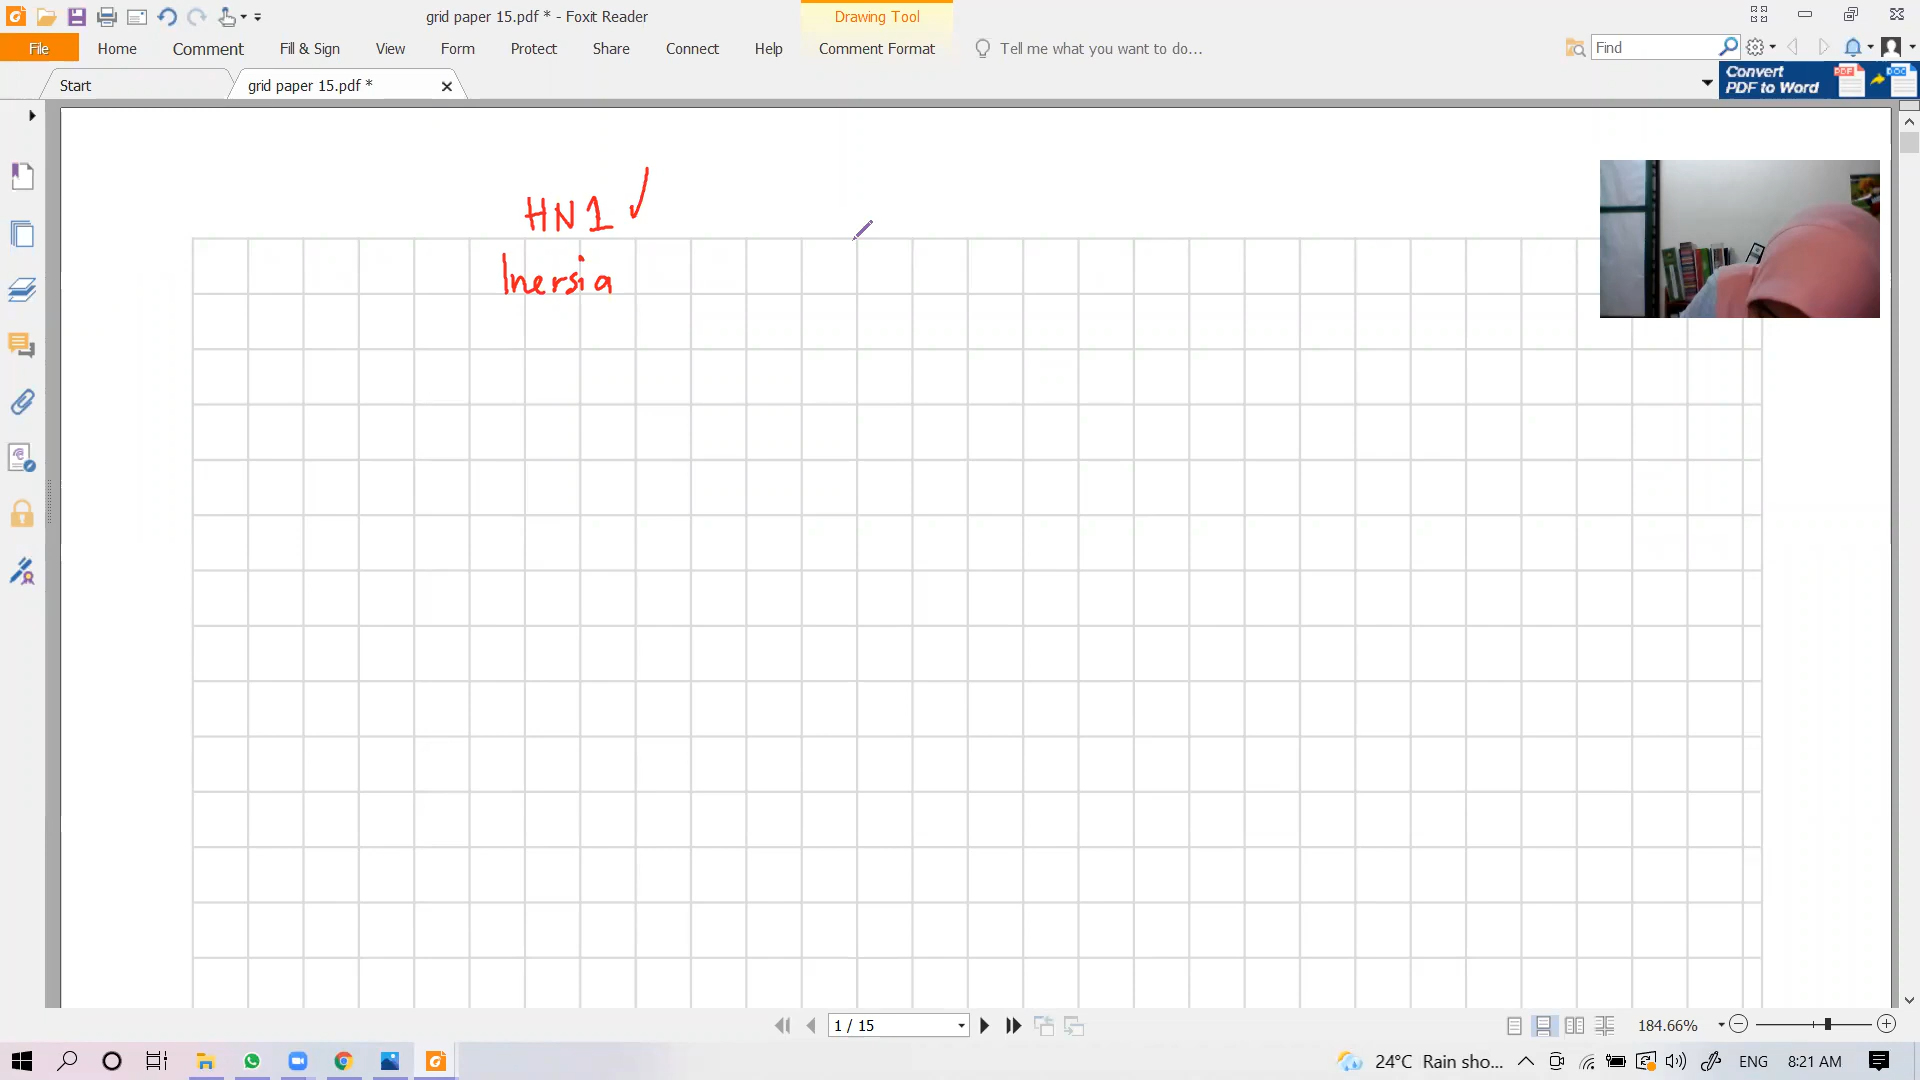 grid paper 15.pdf * - Foxit Reader
Drawing Tool
File Home Comment Fill & Sign View Form Protect Share Connect Help Comment Format Tell me what you want to do... Find
Start grid paper 15.pdf *
Convert
PDF to Word
PDF DOC
HN1 ✓
Inersia
1 / 15
184.66%
24°C Rain sho... ENG 8:21 AM